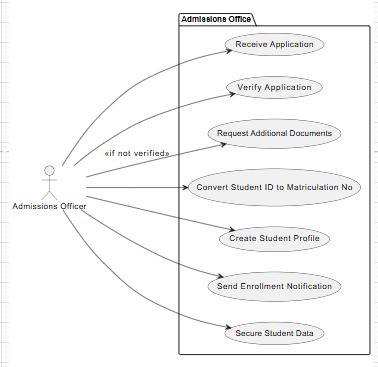 Admissions Office
Receive Application
Verify Application
Request Additional Documents
«if not verified»
Convert Student ID to Matriculation No
Admissions Officer
Create Student Profile
Send Enrollment Notification
Secure Student Data